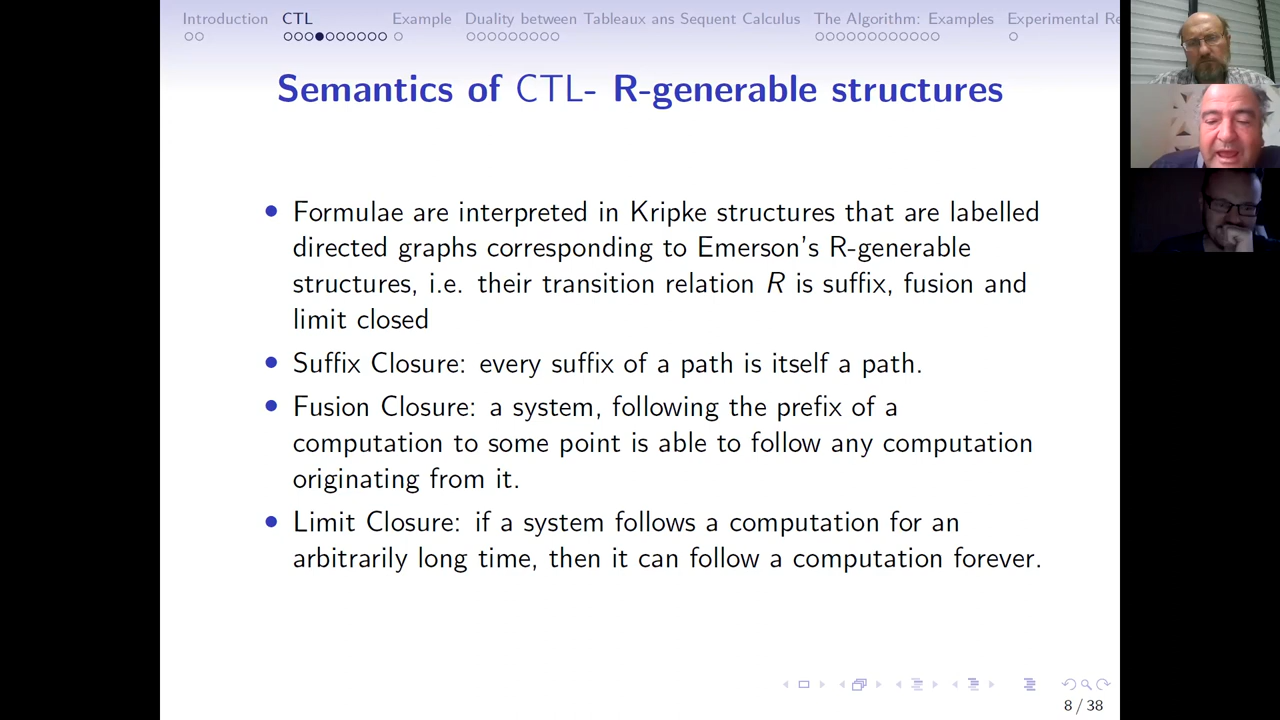 Introduction CTL Example Duality between Tableaux ans Sequent Calculus The Algorithm: Examples Experimental Re
Semantics of CTL- R-generable structures
• Formulae are interpreted in Kripke structures that are labelled
directed graphs corresponding to Emerson's R-generable
structures, i.e. their transition relation R is suffix, fusion and
limit closed
• Suffix Closure: every suffix of a path is itself a path.
• Fusion Closure: a system, following the prefix of a
computation to some point is able to follow any computation
originating from it.
• Limit Closure: if a system follows a computation for an
arbitrarily long time, then it can follow a computation forever.
8 / 38